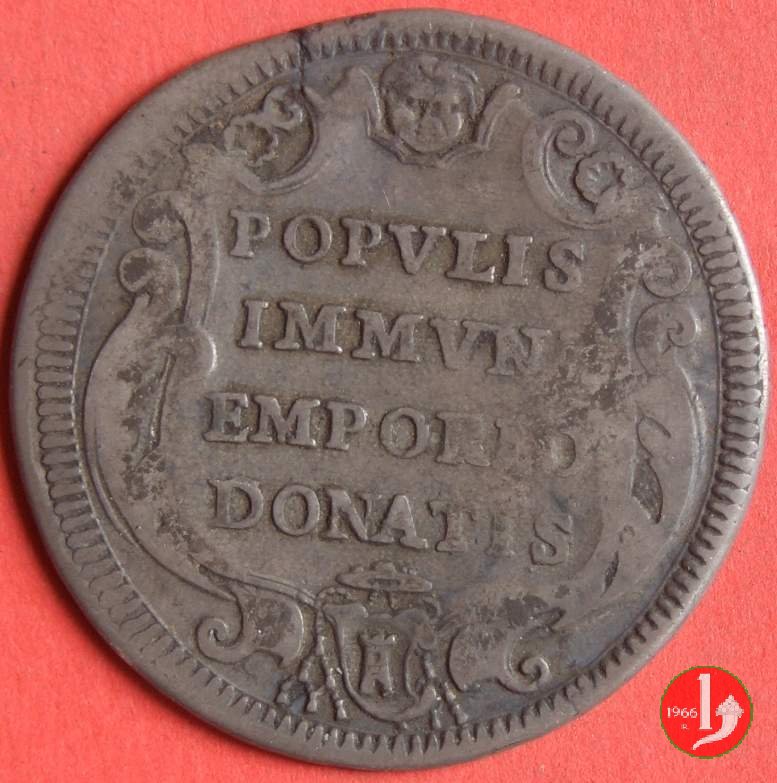 POPVLIS
IMMVN
EMPORIO
DONATIS
1966